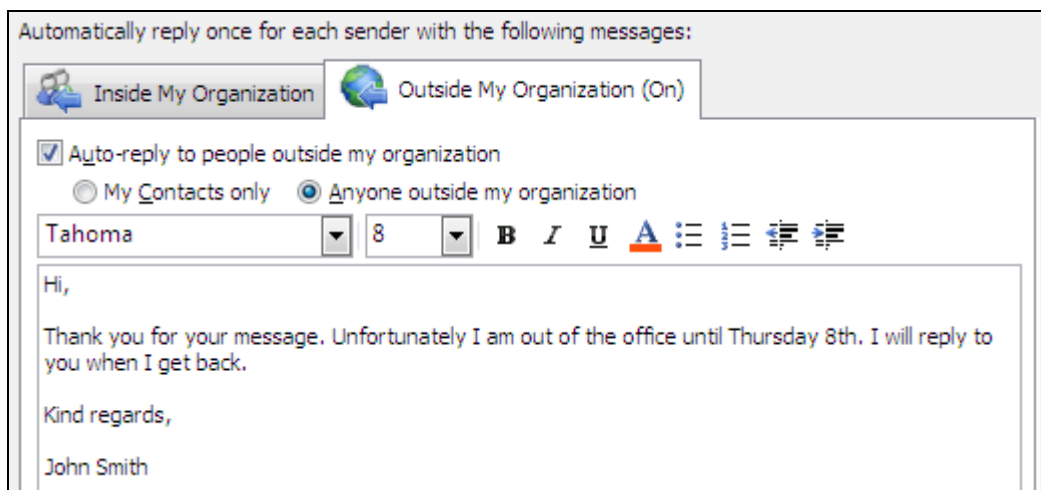 Automatically reply once for each sender with the following messages:
Inside My Organization
Outside My Organization (On)
Auto-reply to people outside my organization
My Contacts only
Anyone outside my organization
Tahoma
8
B I U A
Hi,
Thank you for your message. Unfortunately I am out of the office until Thursday 8th. I will reply to
you when I get back.
Kind regards,
John Smith